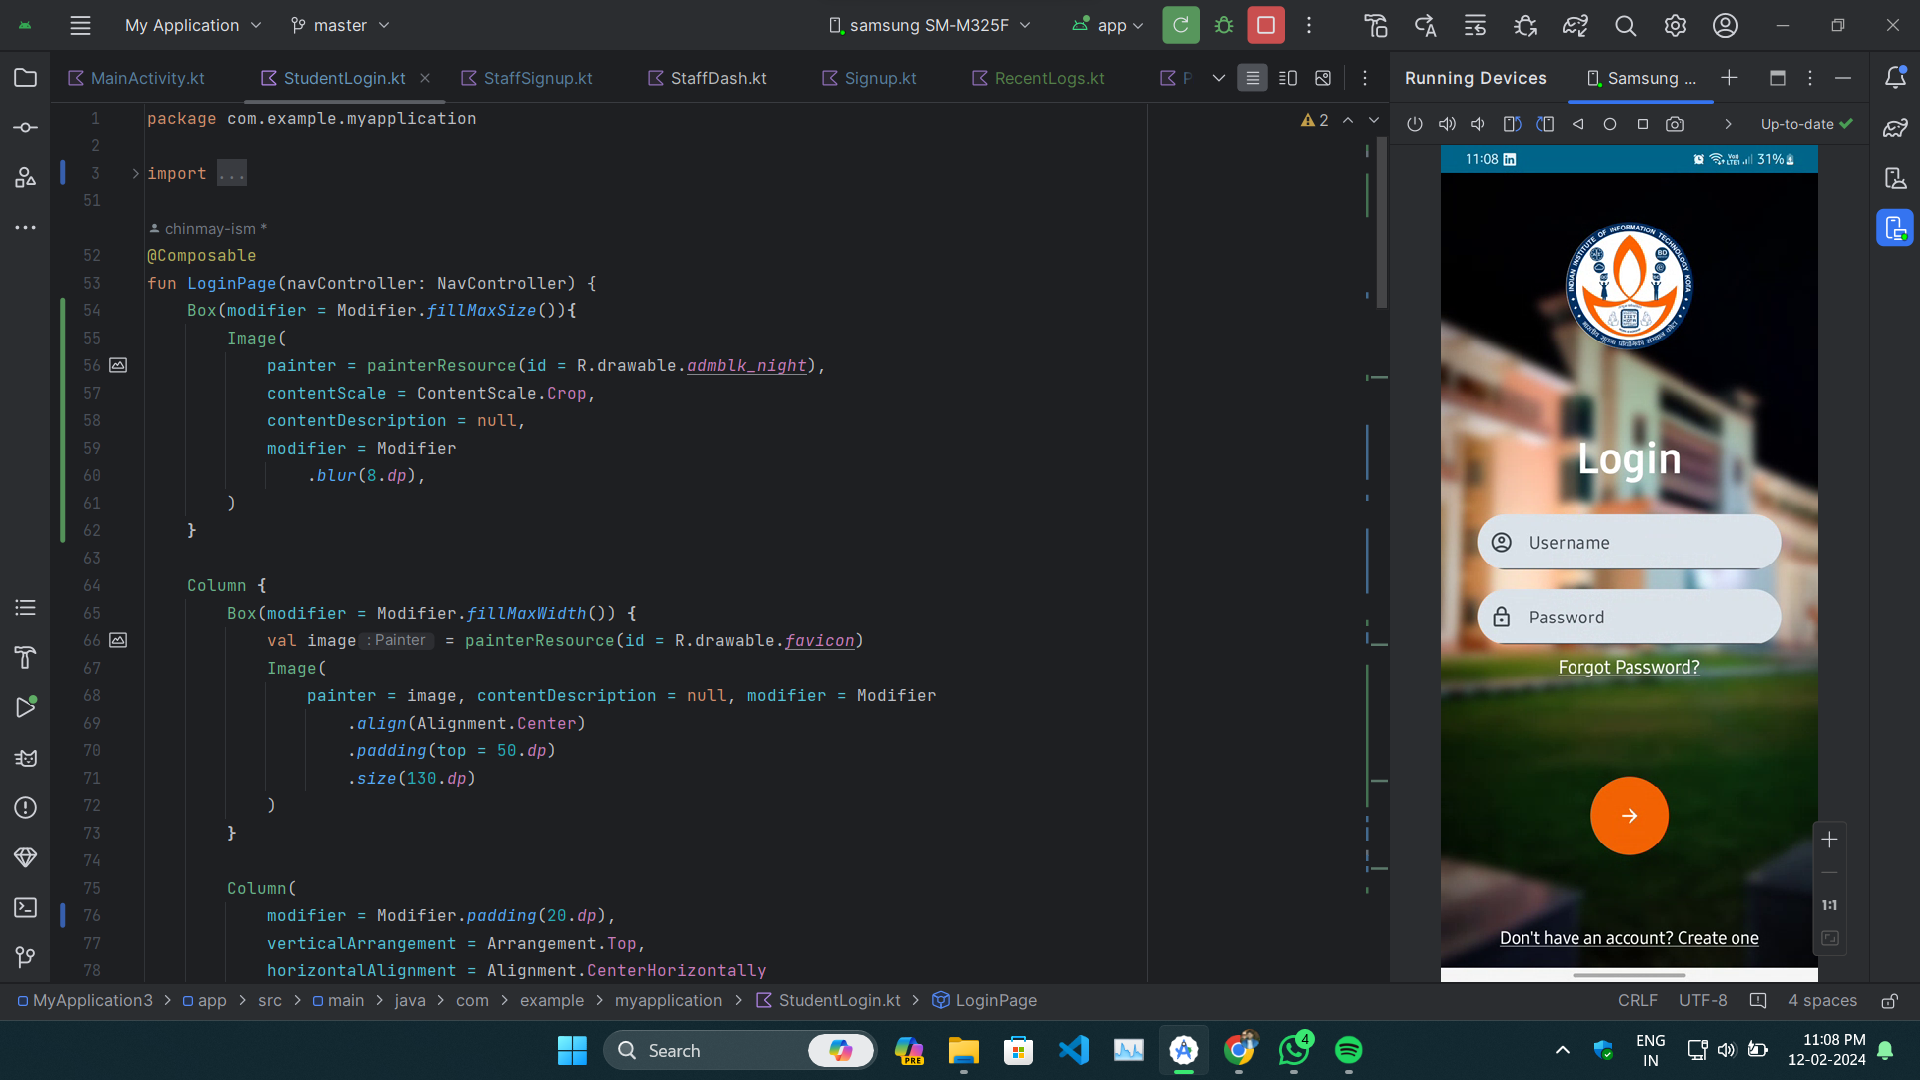 My Application
master
samsung SM-M325F
app
MainActivity.kt
StudentLogin.kt
StaffSignup.kt
StaffDash.kt
Signup.kt
RecentLogs.kt
Running Devices
Samsung ...
Up-to-date
2
1 package com.example.myapplication
2
3 import ...
51
chinmay-ism *
52 @Composable
53 fun LoginPage(navController: NavController) {
54 Box(modifier = Modifier.fillMaxSize()){
55 Image(
56 painter = painterResource(id = R.drawable.admblk_night),
57 contentScale = ContentScale.Crop,
58 contentDescription = null,
59 modifier = Modifier
60 .blur(8.dp),
61 )
62 }
63
64 Column {
65 Box(modifier = Modifier.fillMaxWidth()) {
66 val image : Painter = painterResource(id = R.drawable.favicon)
67 Image(
68 painter = image, contentDescription = null, modifier = Modifier
69 .align(Alignment.Center)
70 .padding(top = 50.dp)
71 .size(130.dp)
72 )
73 }
74
75 Column(
76 modifier = Modifier.padding(20.dp),
77 verticalArrangement = Arrangement.Top,
78 horizontalAlignment = Alignment.CenterHorizontally
11:08
31%
INDIAN INSTITUTE OF INFORMATION TECHNOLOGY KOTA
Login
Username
Password
Forgot Password?
Don't have an account? Create one
1:1
MyApplication3 > app > src > main > java > com > example > myapplication > StudentLogin.kt > LoginPage
CRLF
UTF-8
4 spaces
Search
PRE
4
ENG
IN
11:08 PM
12-02-2024